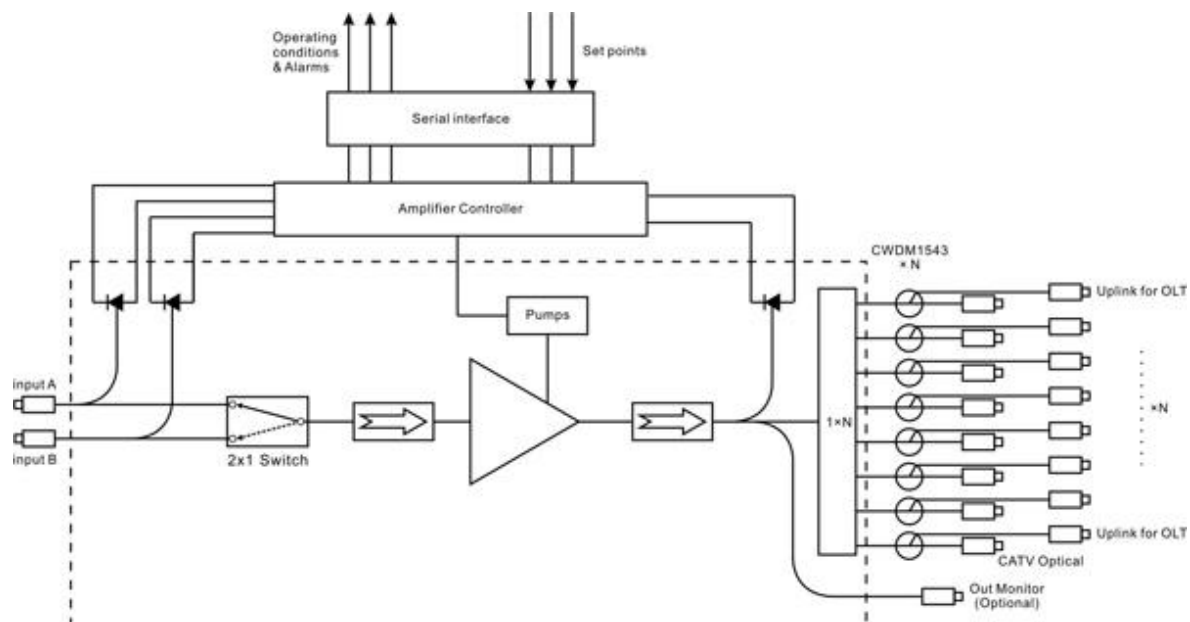 Operating
conditions
& Alarms
Set points
Serial interface
Amplifier Controller
CWDM1543
× N
Uplink for OLT
Pumps
input A
input B
2x1 Switch
1×N
×N
Uplink for OLT
CATV Optical
Out Monitor
(Optional)